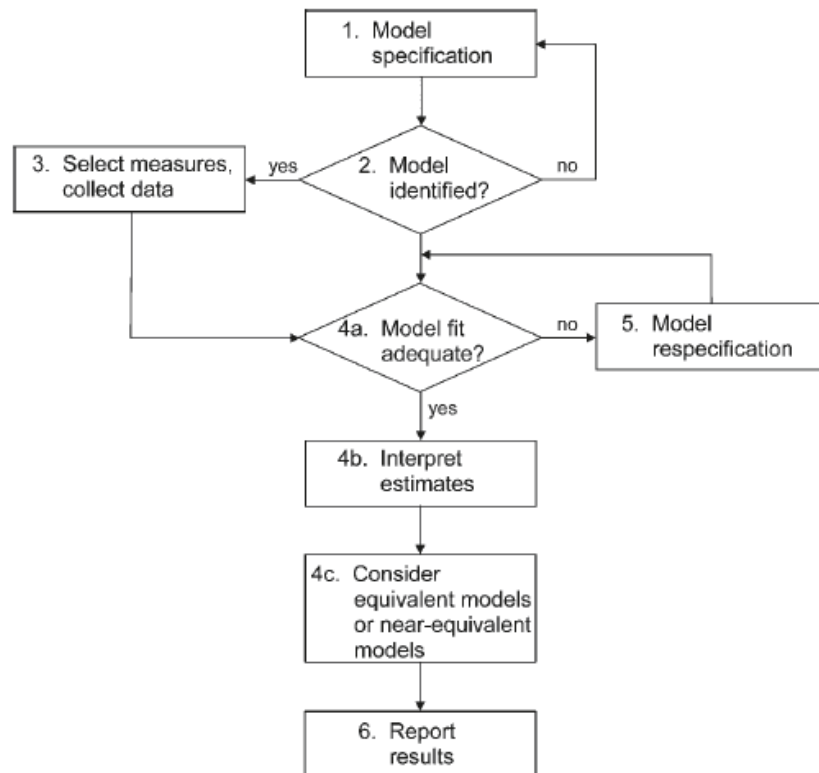 1. Model
specification
2. Model
identified?
yes
no
3. Select measures,
collect data
4a. Model fit
adequate?
no
yes
5. Model
respecification
4b. Interpret
estimates
4c. Consider
equivalent models
or near-equivalent
models
6. Report
results